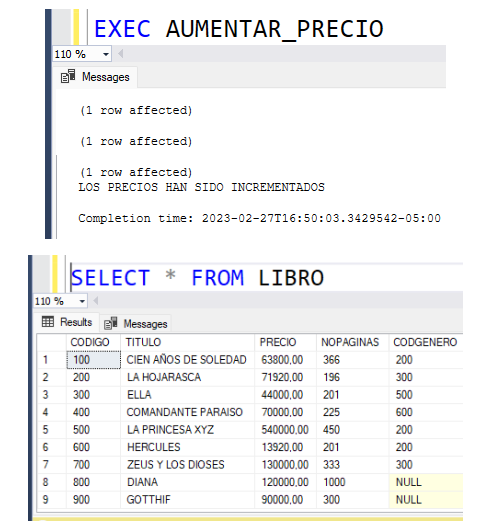 EXEC AUMENTAR_PRECIO
110 %
Messages
(1 row affected)
(1 row affected)
(1 row affected)
LOS PRECIOS HAN SIDO INCREMENTADOS
Completion time: 2023-02-27T16:50:03.3429542-05:00
SELECT * FROM LIBRO
110 %
Results Messages
CODIGO TITULO PRECIO NOPAGINAS CODGENERO
1 100 CIEN AÑOS DE SOLEDAD 63800,00 366 200
2 200 LA HOJARASCA 71920,00 196 300
3 300 ELLA 44000,00 201 500
4 400 COMANDANTE PARAISO 70000,00 225 600
5 500 LA PRINCESA XYZ 540000,00 450 200
6 600 HERCULES 13920,00 201 200
7 700 ZEUS Y LOS DIOSES 130000,00 333 300
8 800 DIANA 120000,00 1000 NULL
9 900 GOTTHIF 90000,00 300 NULL